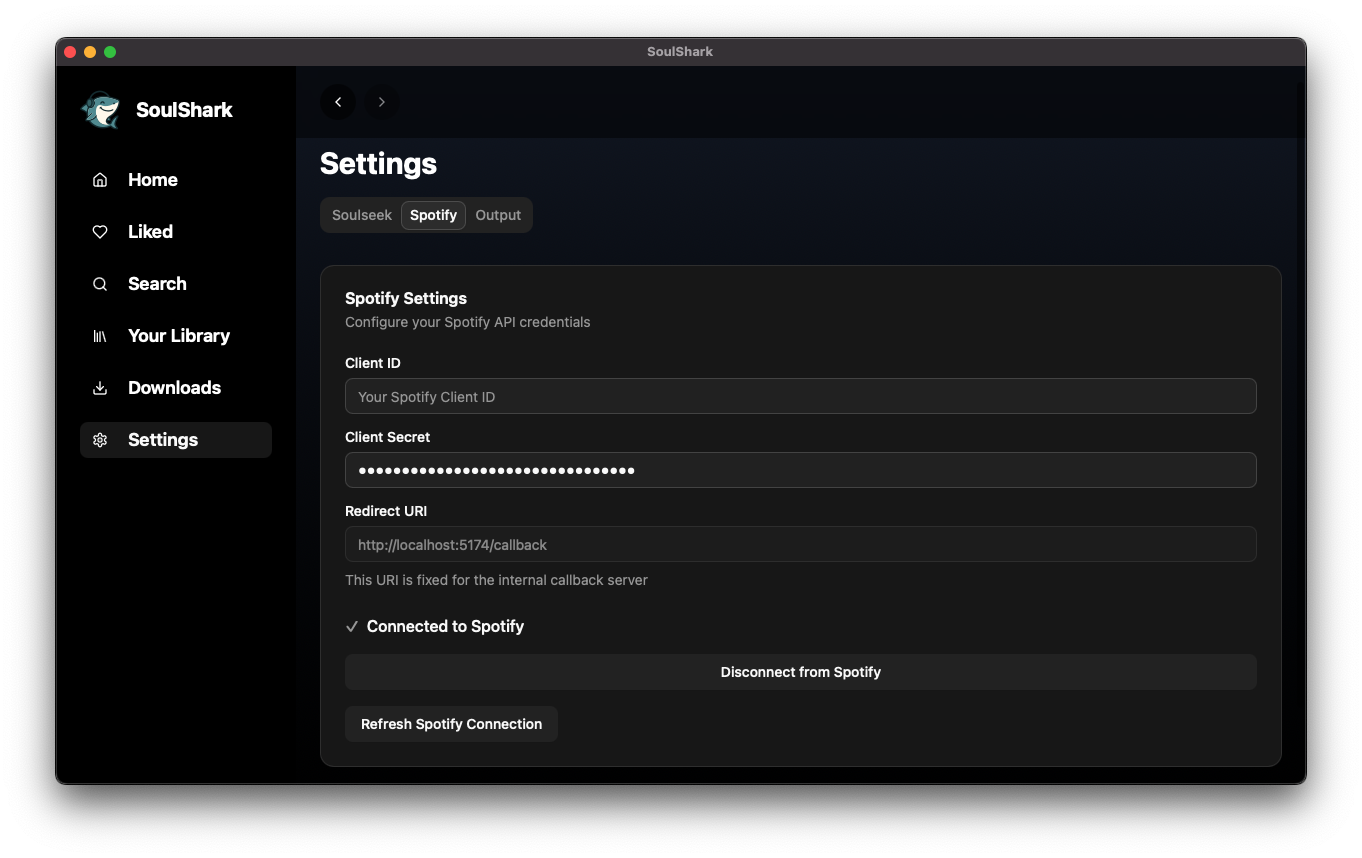 SoulShark
SoulShark
Home
Liked
Search
Your Library
Downloads
Settings
Settings
Soulseek Spotify Output
Spotify Settings
Configure your Spotify API credentials
Client ID
Your Spotify Client ID
Client Secret
••••••••••••••••••••••••••••••••
Redirect URI
http://localhost:5174/callback
This URI is fixed for the internal callback server
Connected to Spotify
Disconnect from Spotify
Refresh Spotify Connection